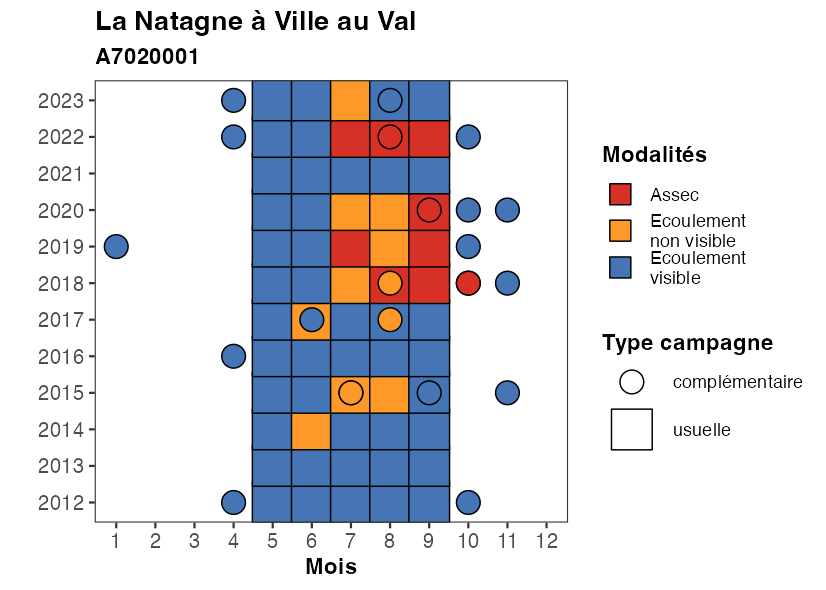 La Natagne à Ville au Val
A7020001
2023
2022
2021
2020
2019
2018
2017
2016
2015
2014
2013
2012
1 2 3 4 5 6 7 8 9 10 11 12
Mois
Modalités
Assec
Ecoulement
non visible
Ecoulement
visible
Type campagne
complémentaire
usuelle